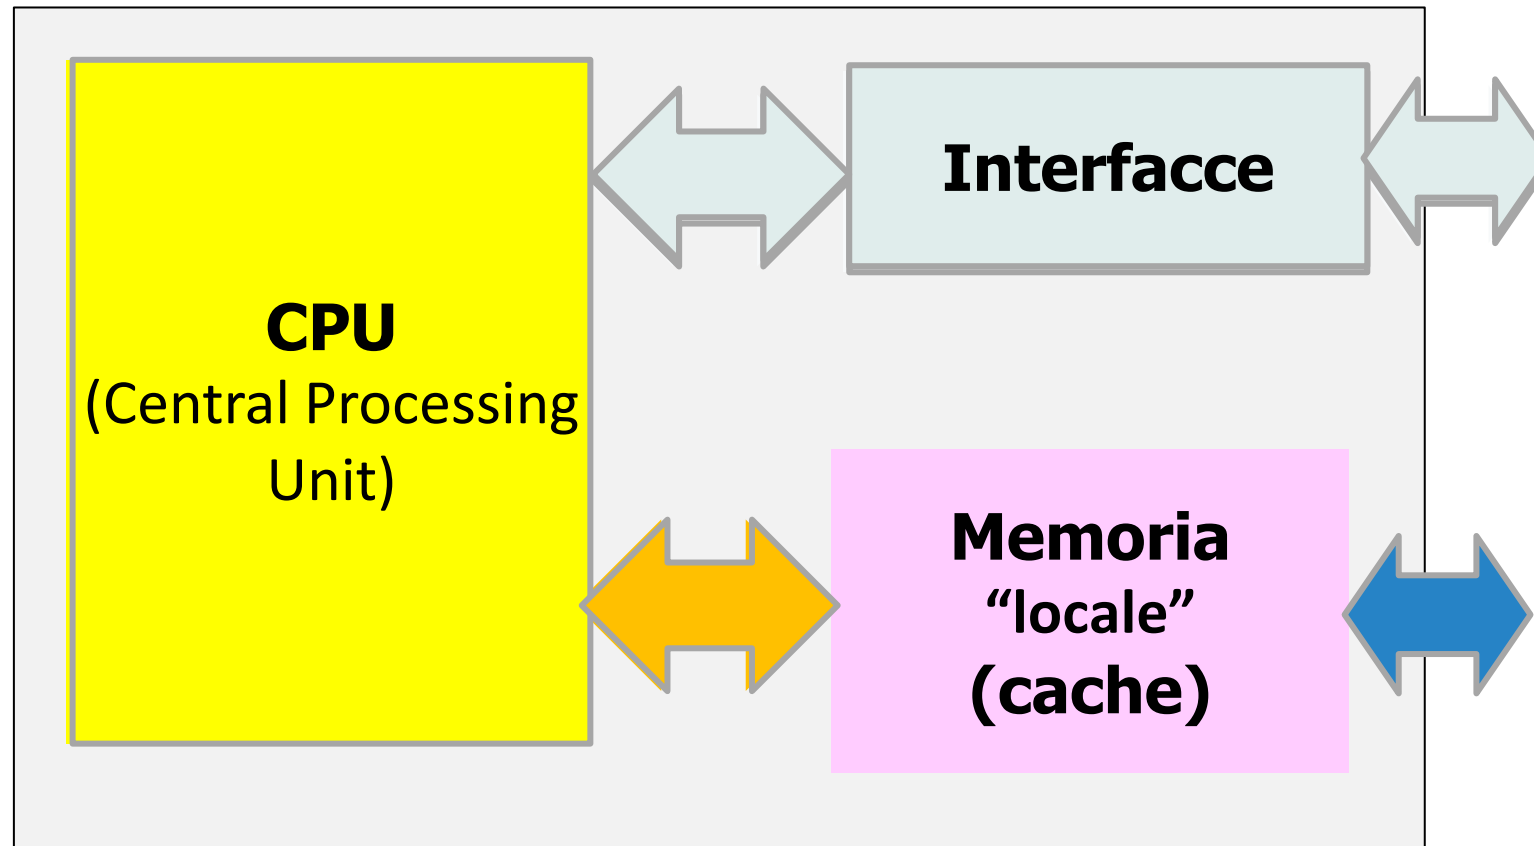 CPU
(Central Processing
Unit)
Interfacce
Memoria
“locale”
(cache)